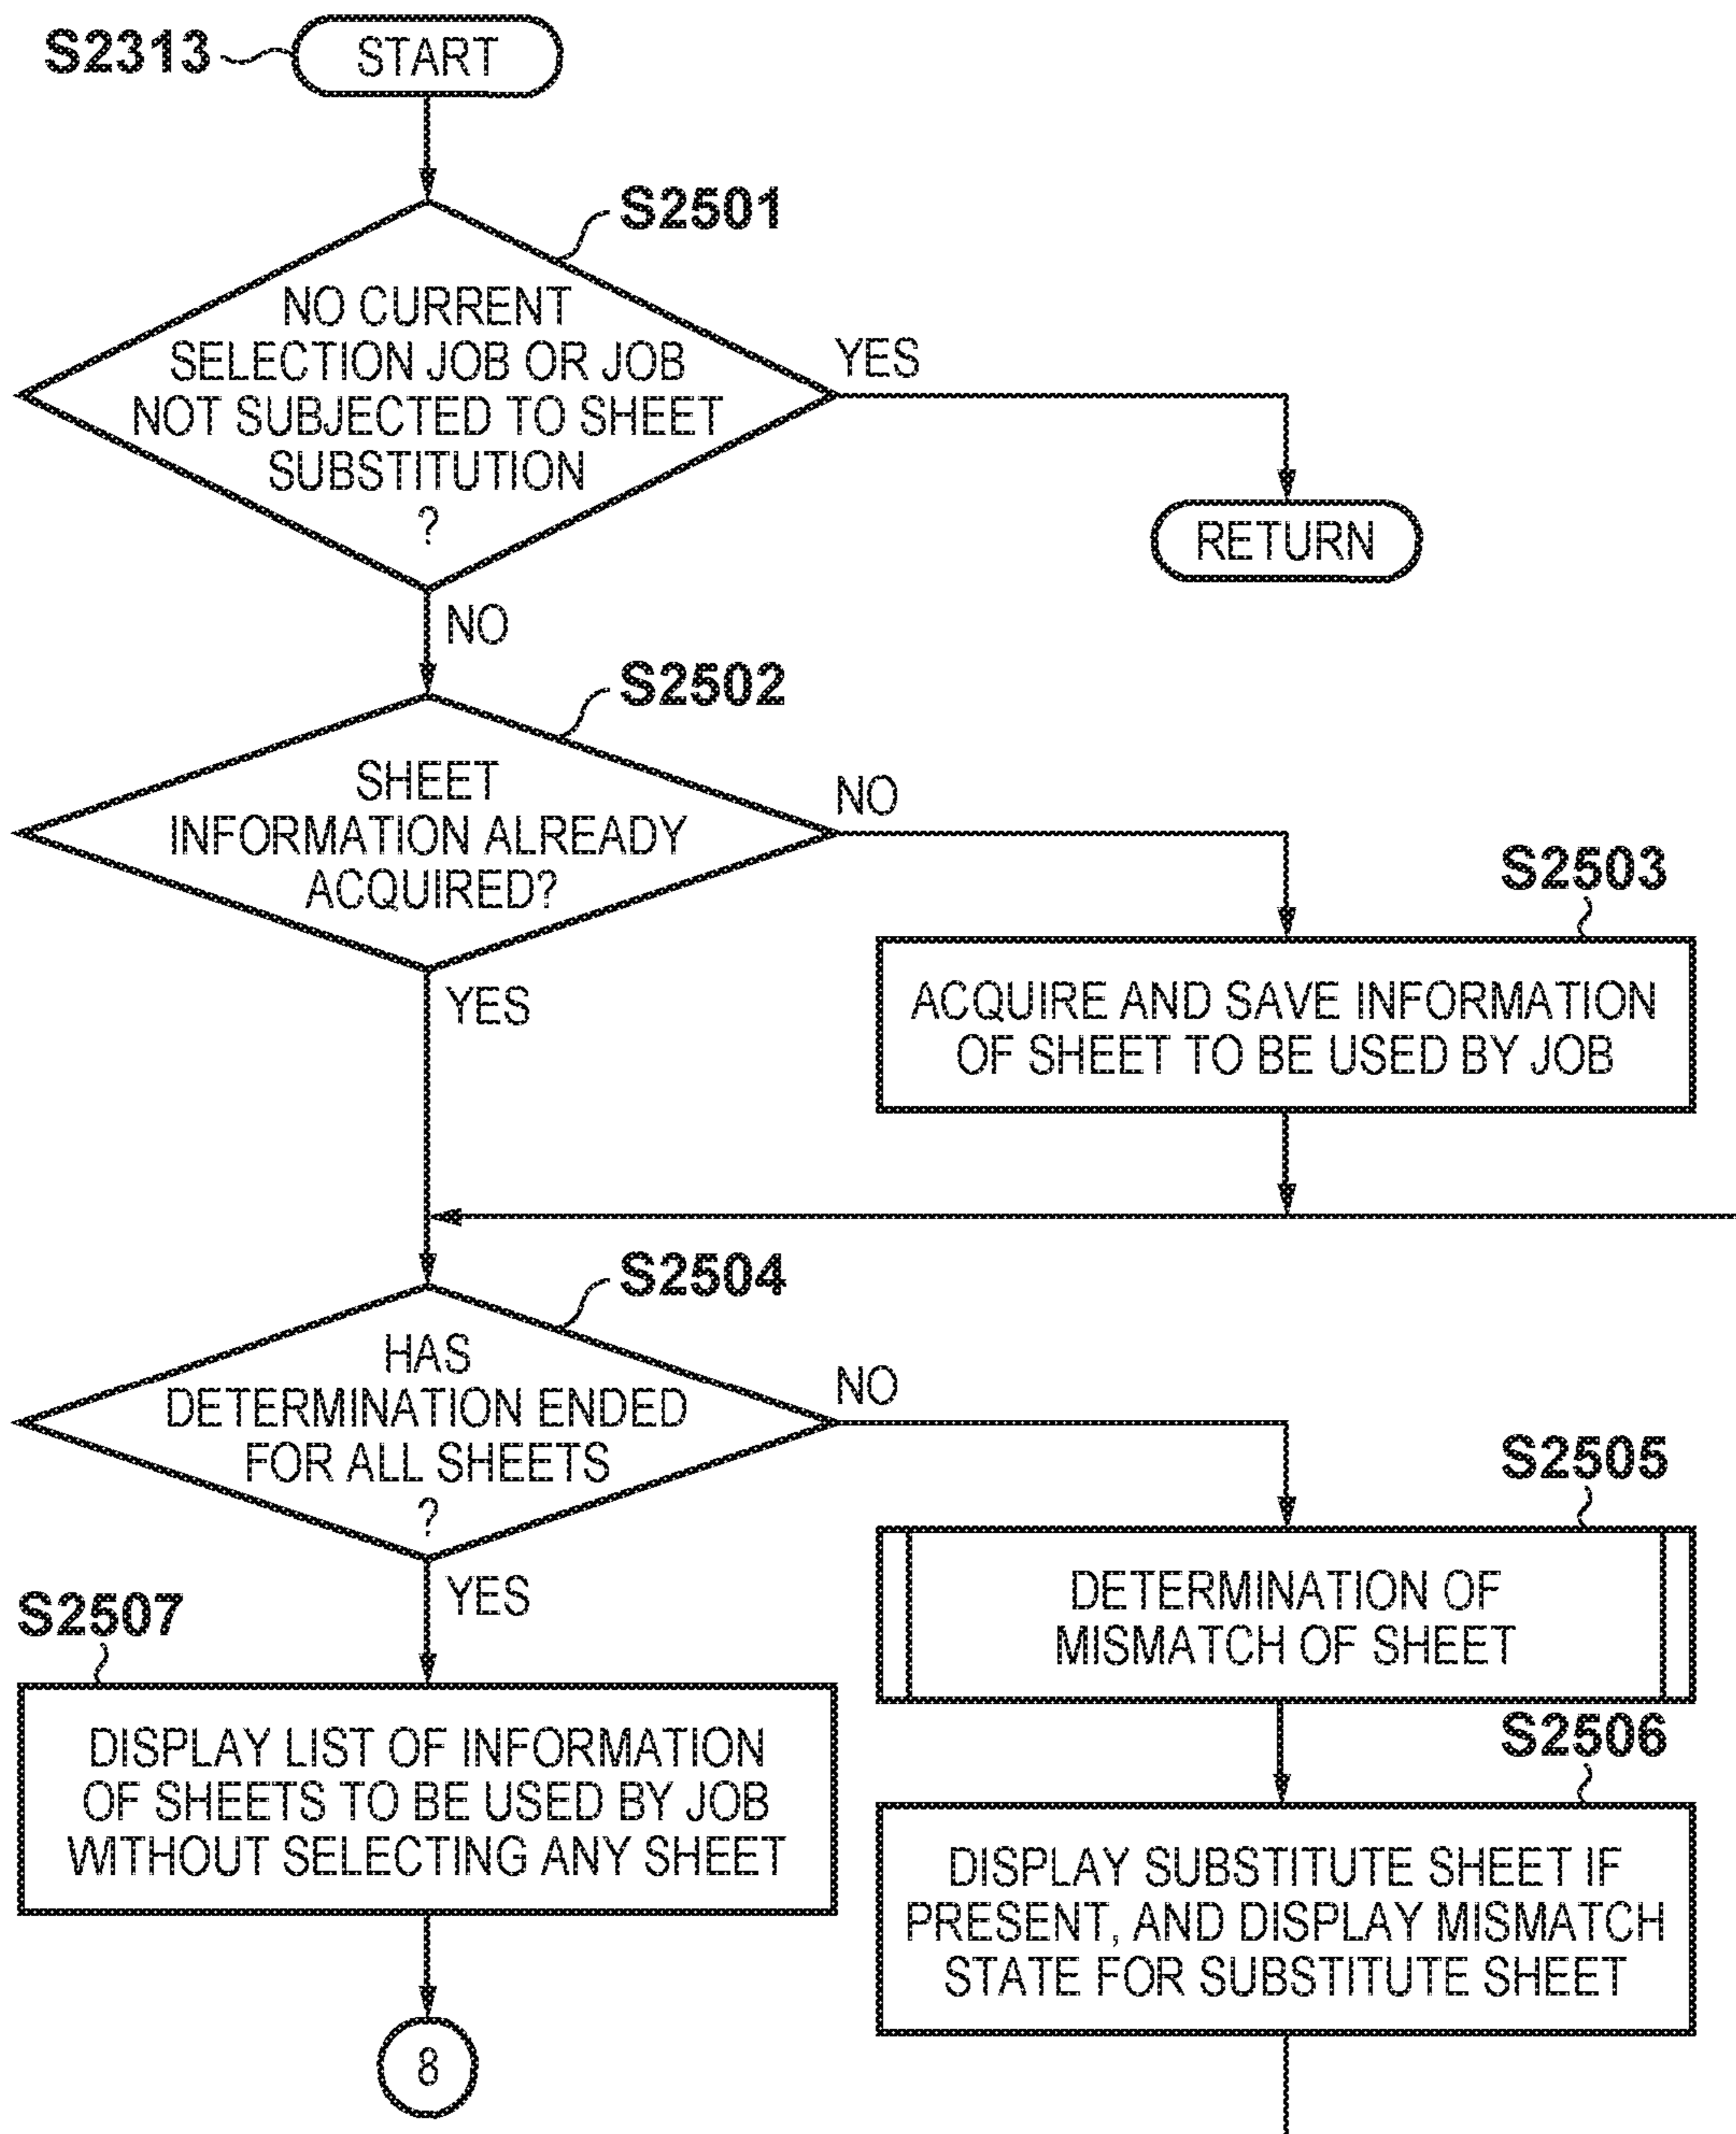 S2313
START
S2501
NO CURRENT
SELECTION JOB OR JOB
NOT SUBJECTED TO SHEET
SUBSTITUTION
?
YES
RETURN
NO
S2502
SHEET
INFORMATION ALREADY
ACQUIRED?
NO
S2503
ACQUIRE AND SAVE INFORMATION
OF SHEET TO BE USED BY JOB
YES
S2504
HAS
DETERMINATION ENDED
FOR ALL SHEETS
?
NO
S2505
DETERMINATION OF
MISMATCH OF SHEET
YES
S2507
DISPLAY LIST OF INFORMATION
OF SHEETS TO BE USED BY JOB
WITHOUT SELECTING ANY SHEET
S2506
DISPLAY SUBSTITUTE SHEET IF
PRESENT, AND DISPLAY MISMATCH
STATE FOR SUBSTITUTE SHEET
8